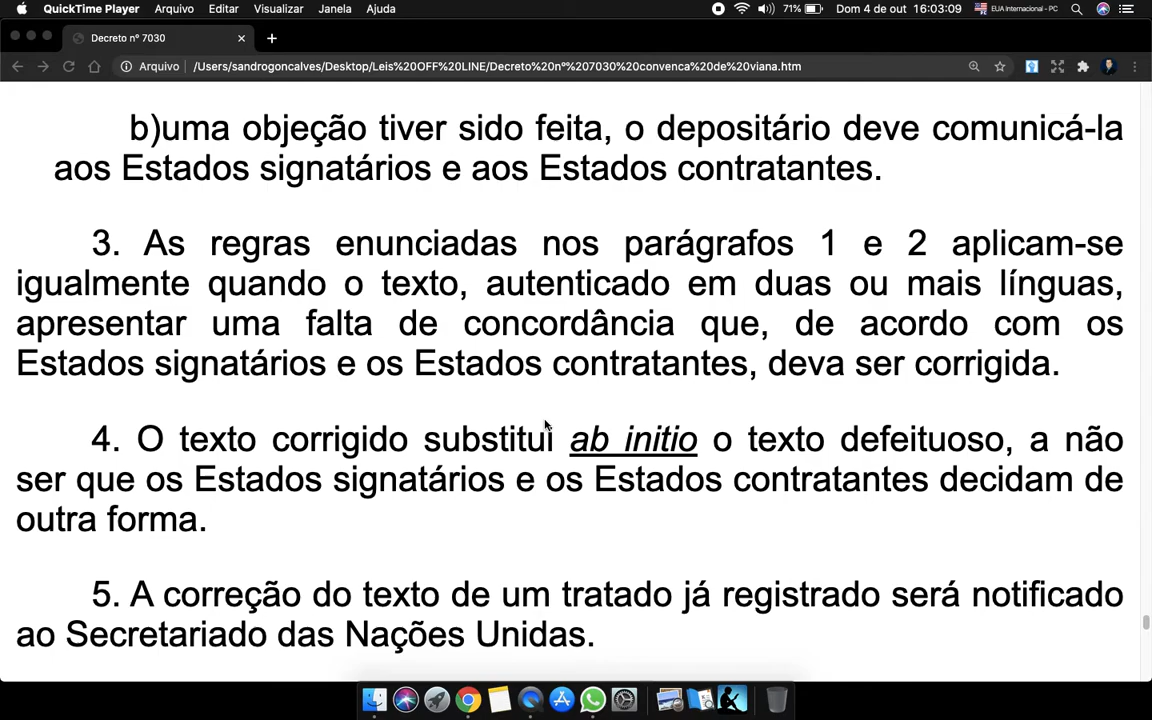 QuickTime Player Arquivo Editar Visualizar Janela Ajuda 71% Dom 4 de out 16:03:09 EUA Internacional - PC
Decreto nº 7030
Arquivo /Users/sandrogoncalves/Desktop/Leis%20OFF%20LINE/Decreto%20nº%207030%20convenca%20de%20viana.htm
b)uma objeção tiver sido feita, o depositário deve comunicá-la
aos Estados signatários e aos Estados contratantes.
3. As regras enunciadas nos parágrafos 1 e 2 aplicam-se
igualmente quando o texto, autenticado em duas ou mais línguas,
apresentar uma falta de concordância que, de acordo com os
Estados signatários e os Estados contratantes, deva ser corrigida.
4. O texto corrigido substitui ab initio o texto defeituoso, a não
ser que os Estados signatários e os Estados contratantes decidam de
outra forma.
5. A correção do texto de um tratado já registrado será notificado
ao Secretariado das Nações Unidas.